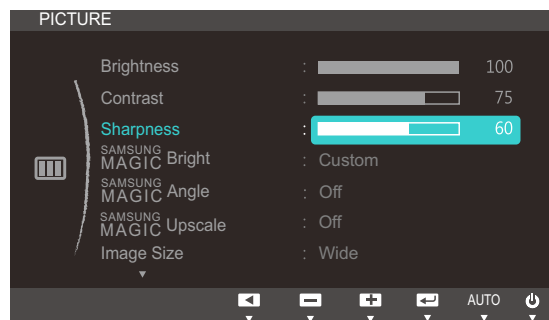 PICTURE
Brightness : 100
Contrast : 75
Sharpness : 60
SAMSUNG MAGIC Bright : Custom
SAMSUNG MAGIC Angle : Off
SAMSUNG MAGIC Upscale : Off
Image Size : Wide
AUTO